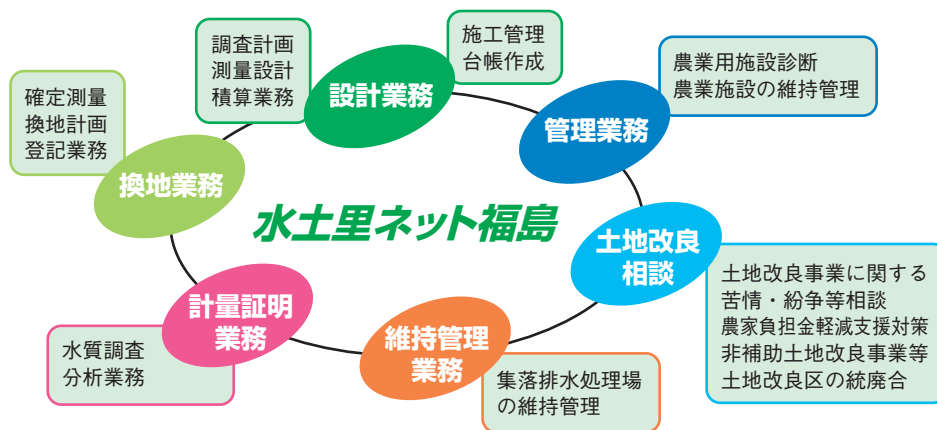 施工管理
台帳作成
調査計画
測量設計
積算業務
設計業務
農業用施設診断
農業施設の維持管理
管理業務
確定測量
換地計画
登記業務
換地業務
水土里ネット福島
土地改良
相談
土地改良事業に関する
苦情・紛争等相談
農家負担金軽減支援対策
非補助土地改良事業等
土地改良区の統廃合
計量証明
業務
水質調査
分析業務
維持管理
業務
集落排水処理場
の維持管理